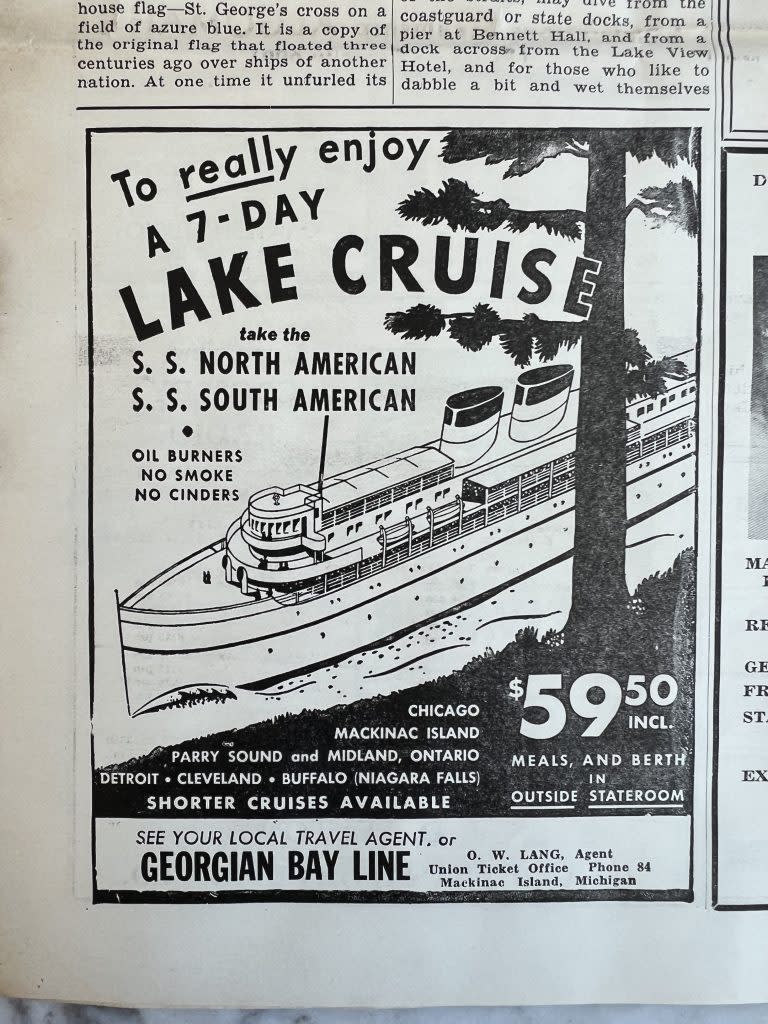 house flag—St. George's cross on a
field of azure blue. It is a copy of
the original flag that floated three
centuries ago over ships of another
nation. At one time it unfurled its
coastguard or state docks, from a
pier at Bennett Hall, and from a
dock across from the Lake View
Hotel, and for those who like to
dabble a bit and wet themselves
To really enjoy
A 7-DAY
LAKE CRUISE
take the
S. S. NORTH AMERICAN
S. S. SOUTH AMERICAN
•
OIL BURNERS
NO SMOKE
NO CINDERS
CHICAGO
MACKINAC ISLAND
PARRY SOUND and MIDLAND, ONTARIO
DETROIT • CLEVELAND • BUFFALO (NIAGARA FALLS)
SHORTER CRUISES AVAILABLE
$59.50
INCL.
MEALS, AND BERTH
IN
OUTSIDE STATEROOM
SEE YOUR LOCAL TRAVEL AGENT, or
GEORGIAN BAY LINE
O. W. LANG, Agent
Union Ticket Office Phone 84
Mackinac Island, Michigan
D
MA
RE
GE
FR
ST
EX